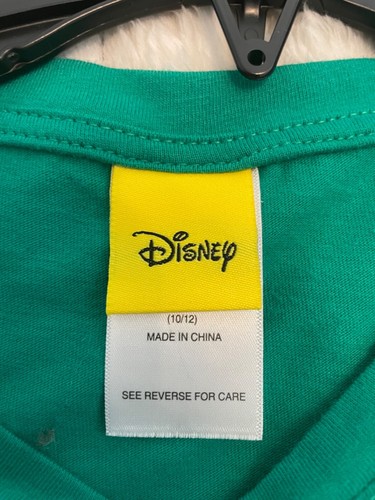 Disney
(10/12)
MADE IN CHINA
SEE REVERSE FOR CARE